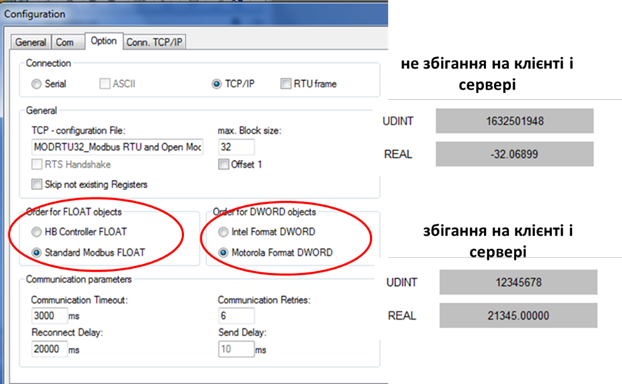 Configuration
General
Com
Option
Conn. TCP/IP
Connection
Serial
ASCII
TCP/IP
RTU frame
General
TCP - configuration File:
max. Block size:
MODRTU32_Modbus RTU and Open Mod
32
RTS Handshake
Offset 1
Skip not existing Registers
Order for FLOAT objects
Order for DWORD objects
HB Controller FLOAT
Intel Format DWORD
Standard Modbus FLOAT
Motorola Format DWORD
Communication parameters
Communication Timeout:
Communication Retries:
3000 ms
6
Reconnect Delay:
Send Delay:
20000 ms
10 ms
не збігання на клієнті і
сервері
UDINT 1632501948
REAL -32.06899
збігання на клієнті і
сервері
UDINT 12345678
REAL 21345.00000